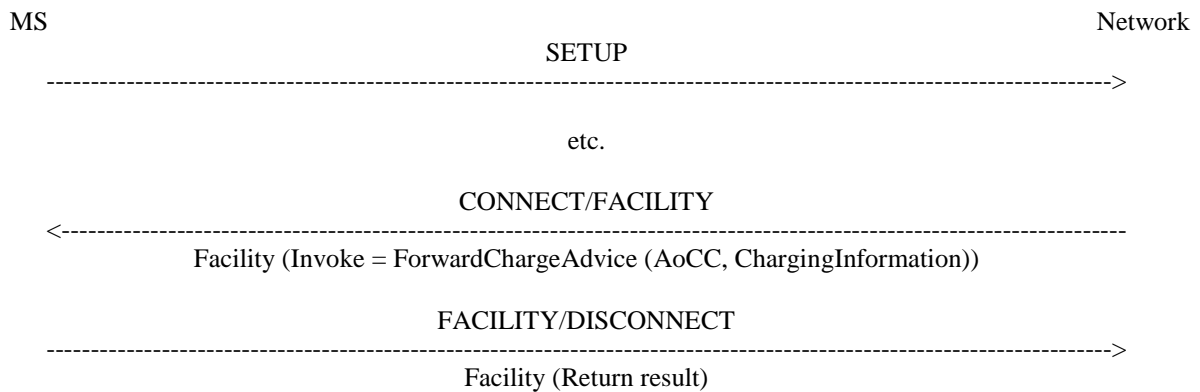 MS Network
SETUP
------------------------------------------------------------------------------------------------------------------------>
etc.
CONNECT/FACILITY
<------------------------------------------------------------------------------------------------------------------------
Facility (Invoke = ForwardChargeAdvice (AoCC, ChargingInformation))
FACILITY/DISCONNECT
------------------------------------------------------------------------------------------------------------------------>
Facility (Return result)